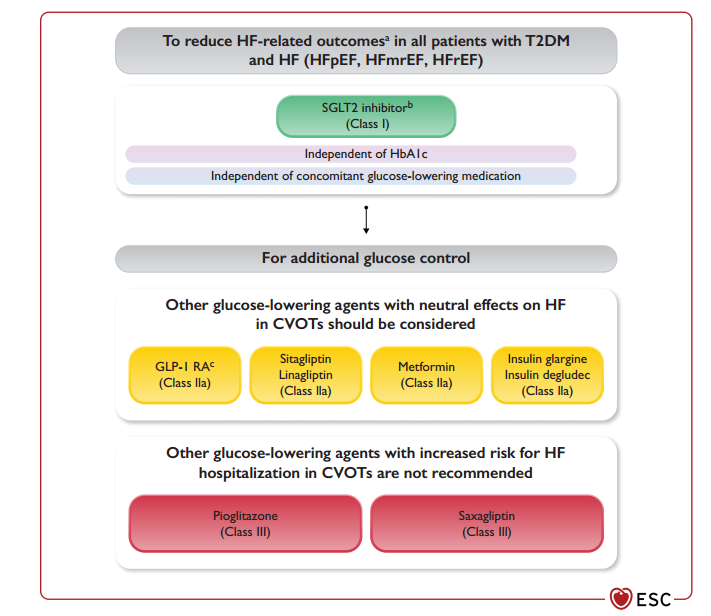 To reduce HF-related outcomesᵃ in all patients with T2DM
and HF (HFpEF, HFmrEF, HFrEF)
SGLT2 inhibitorᵇ
(Class I)
Independent of HbA1c
Independent of concomitant glucose-lowering medication
For additional glucose control
Other glucose-lowering agents with neutral effects on HF
in CVOTs should be considered
GLP-1 RAᶜ
(Class IIa)
Sitagliptin
Linagliptin
(Class IIa)
Metformin
(Class IIa)
Insulin glargine
Insulin degludec
(Class IIa)
Other glucose-lowering agents with increased risk for HF
hospitalization in CVOTs are not recommended
Pioglitazone
(Class III)
Saxagliptin
(Class III)
ESC